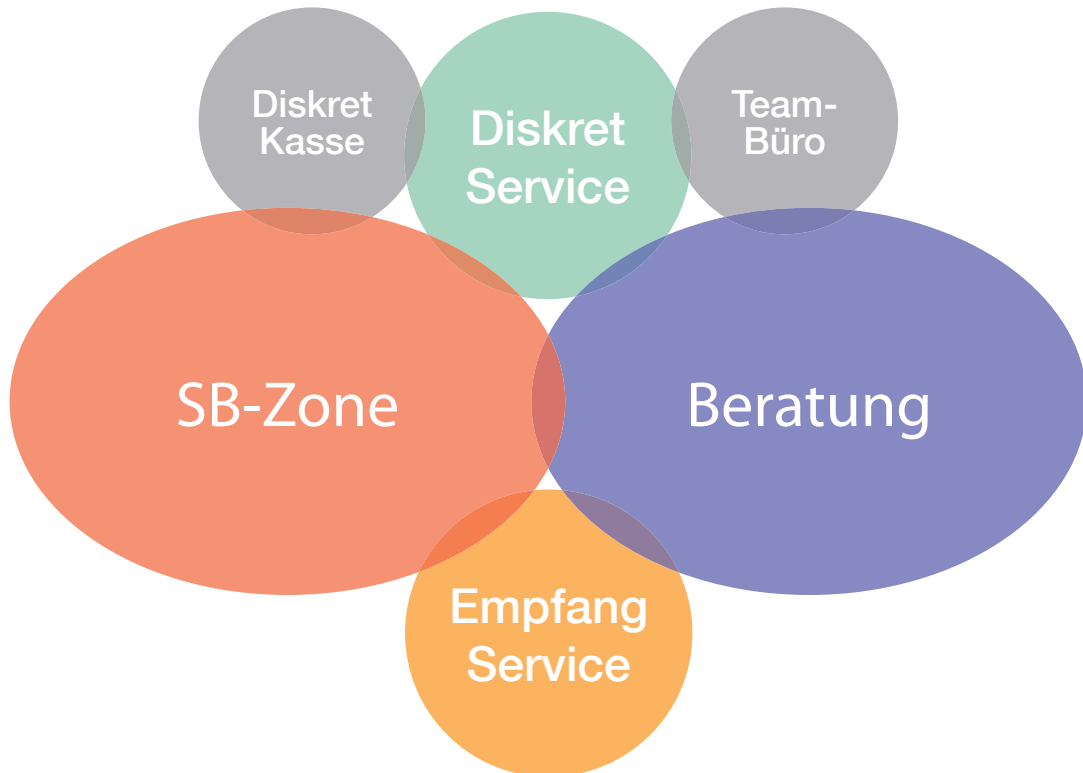 Diskret
Kasse
Diskret
Service
Team-
Büro
SB-Zone
Beratung
Empfang
Service